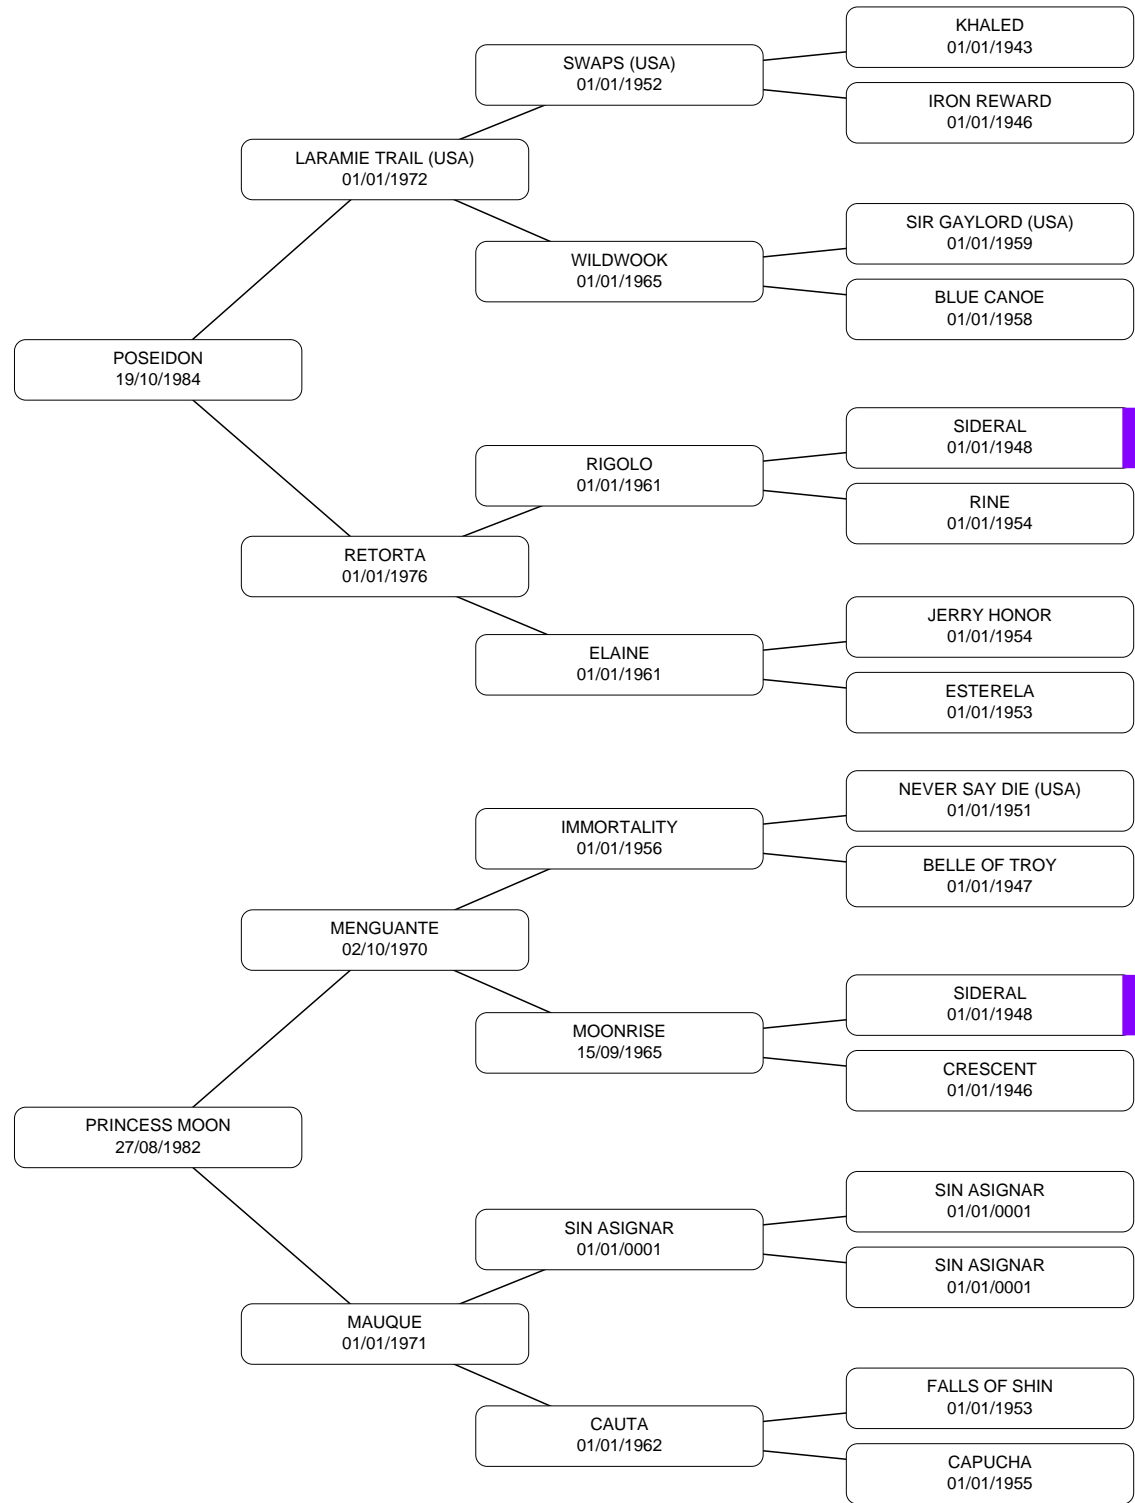 KHALED
01/01/1943
SWAPS (USA)
01/01/1952
IRON REWARD
01/01/1946
LARAMIE TRAIL (USA)
01/01/1972
SIR GAYLORD (USA)
01/01/1959
WILDWOOK
01/01/1965
BLUE CANOE
01/01/1958
POSEIDON
19/10/1984
SIDERAL
01/01/1948
RIGOLO
01/01/1961
RINE
01/01/1954
RETORTA
01/01/1976
JERRY HONOR
01/01/1954
ELAINE
01/01/1961
ESTERELA
01/01/1953
NEVER SAY DIE (USA)
01/01/1951
IMMORTALITY
01/01/1956
BELLE OF TROY
01/01/1947
MENGUANTE
02/10/1970
SIDERAL
01/01/1948
MOONRISE
15/09/1965
CRESCENT
01/01/1946
PRINCESS MOON
27/08/1982
SIN ASIGNAR
01/01/0001
SIN ASIGNAR
01/01/0001
SIN ASIGNAR
01/01/0001
MAUQUE
01/01/1971
FALLS OF SHIN
01/01/1953
CAUTA
01/01/1962
CAPUCHA
01/01/1955